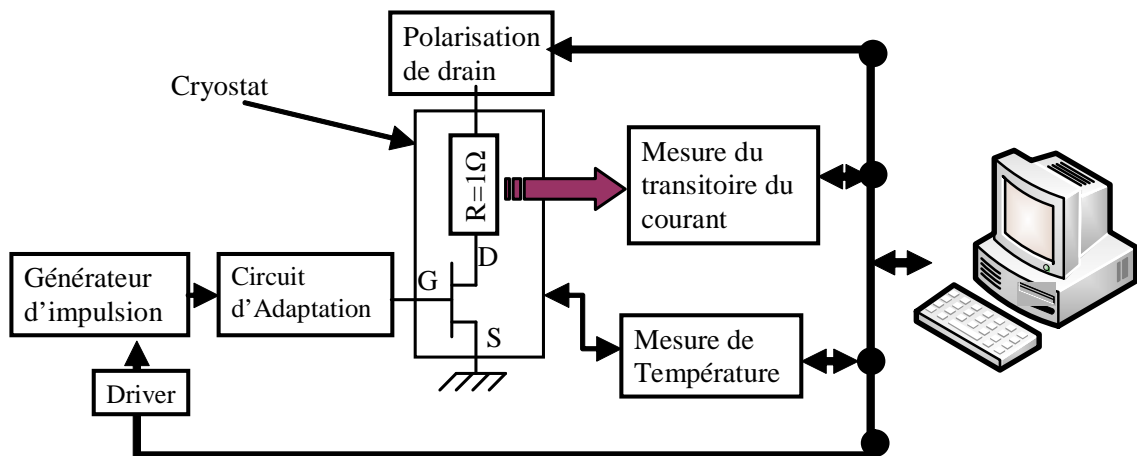 Polarisation
de drain
Cryostat
R=1Ω
Mesure du
transitoire du
courant
D
Générateur
d’impulsion
Circuit
d’Adaptation
G
S
Mesure de
Température
Driver